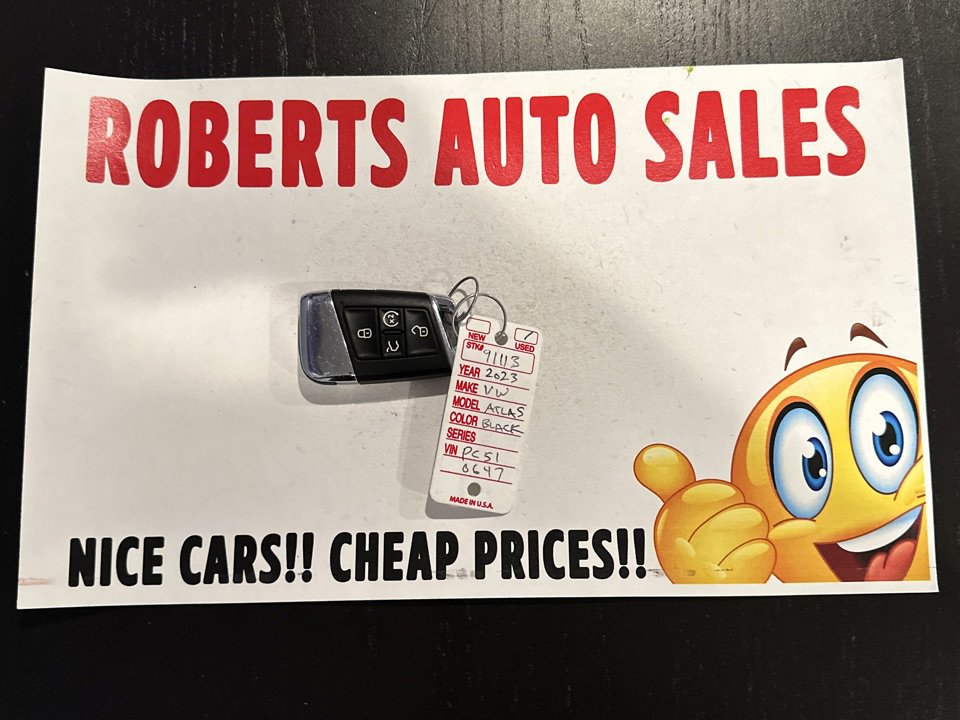 ROBERTS AUTO SALES
NEW USED
STK# 91113
YEAR 2023
MAKE VW
MODEL ATLAS
COLOR BLACK
SERIES
VIN PC51
0647
MADE IN U.S.A.
NICE CARS!! CHEAP PRICES!!